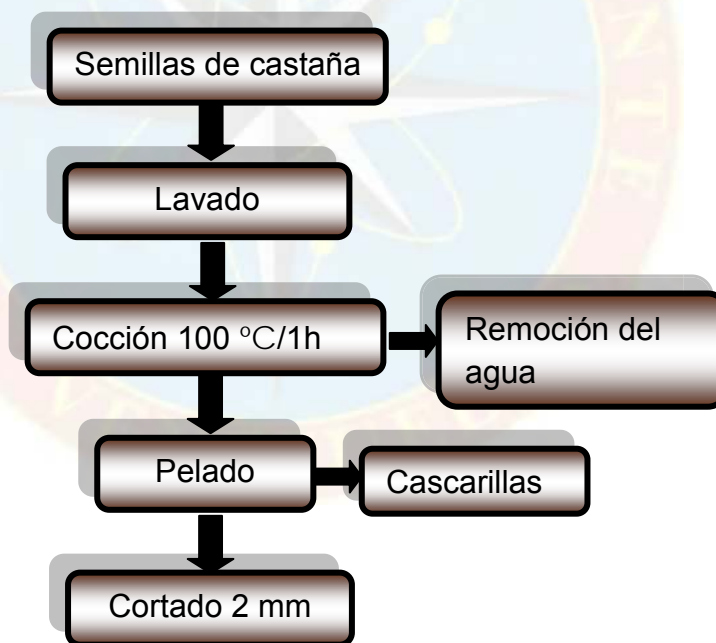 Semillas de castaña
Lavado
Cocción 100 °C/1h
Remoción del
agua
Pelado
Cascarillas
Cortado 2 mm